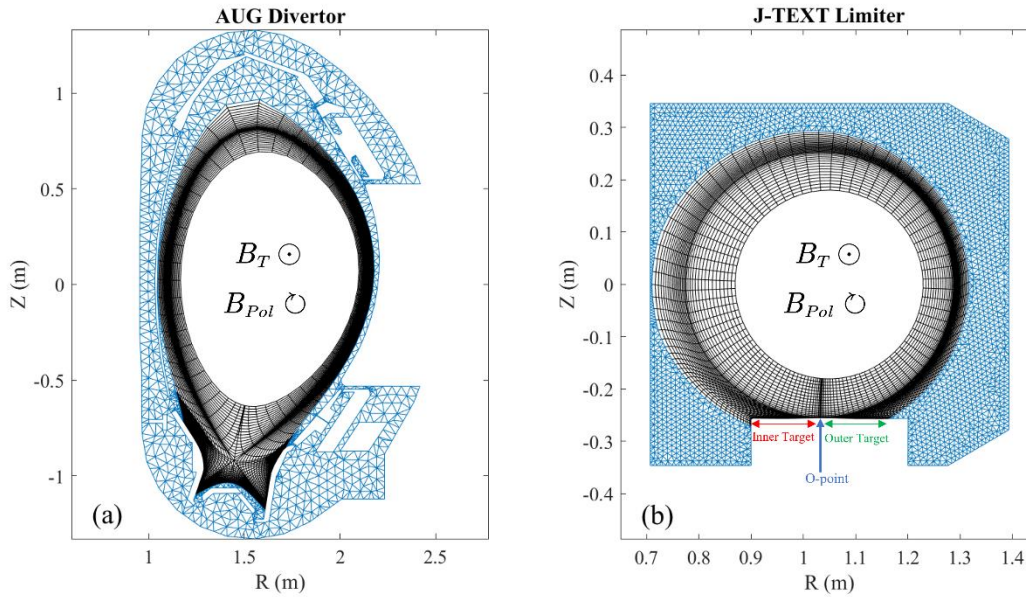 AUG Divertor
Z (m)
1
0.5
0
-0.5
-1
B_T ⊙
B_Pol ↻
(a)
1 1.5 2 2.5
R (m)
J-TEXT Limiter
Z (m)
0.4
0.3
0.2
0.1
0
-0.1
-0.2
-0.3
-0.4
B_T ⊙
B_Pol ↻
Inner Target Outer Target
O-point
(b)
0.7 0.8 0.9 1 1.1 1.2 1.3 1.4
R (m)